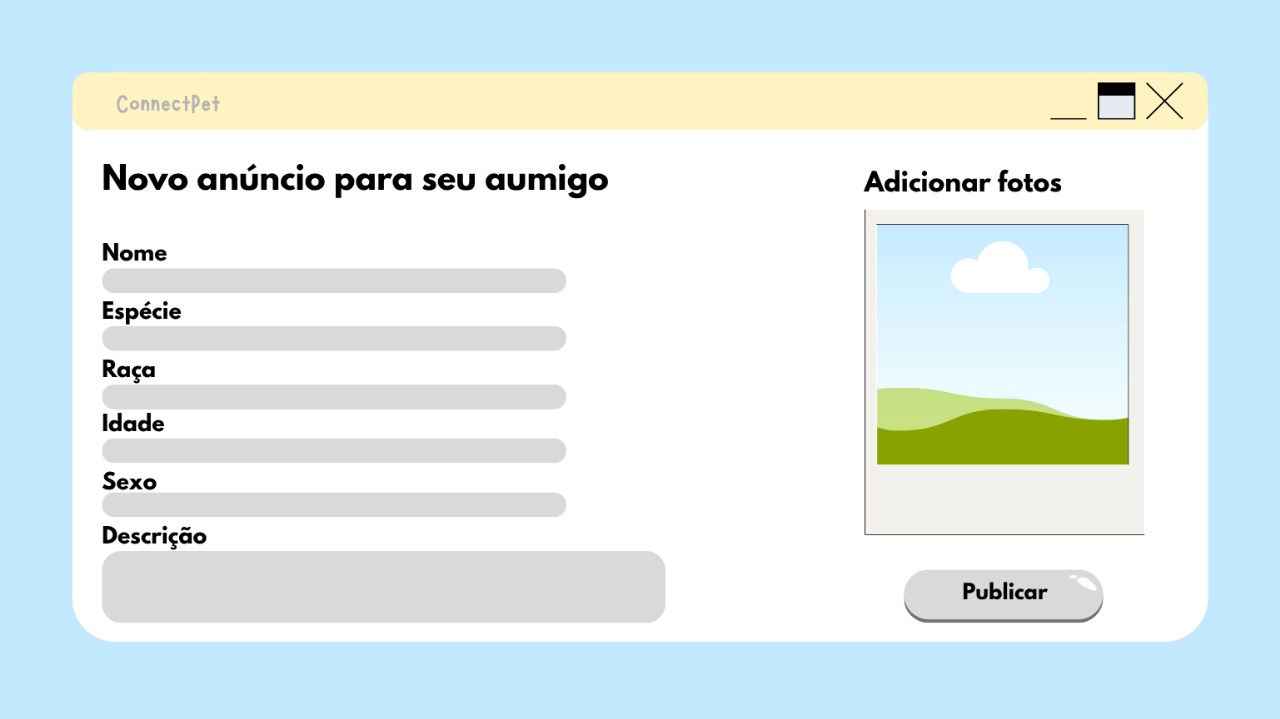 ConnectPet
Novo anúncio para seu aumigo
Nome
Espécie
Raça
Idade
Sexo
Descrição
Adicionar fotos
Publicar